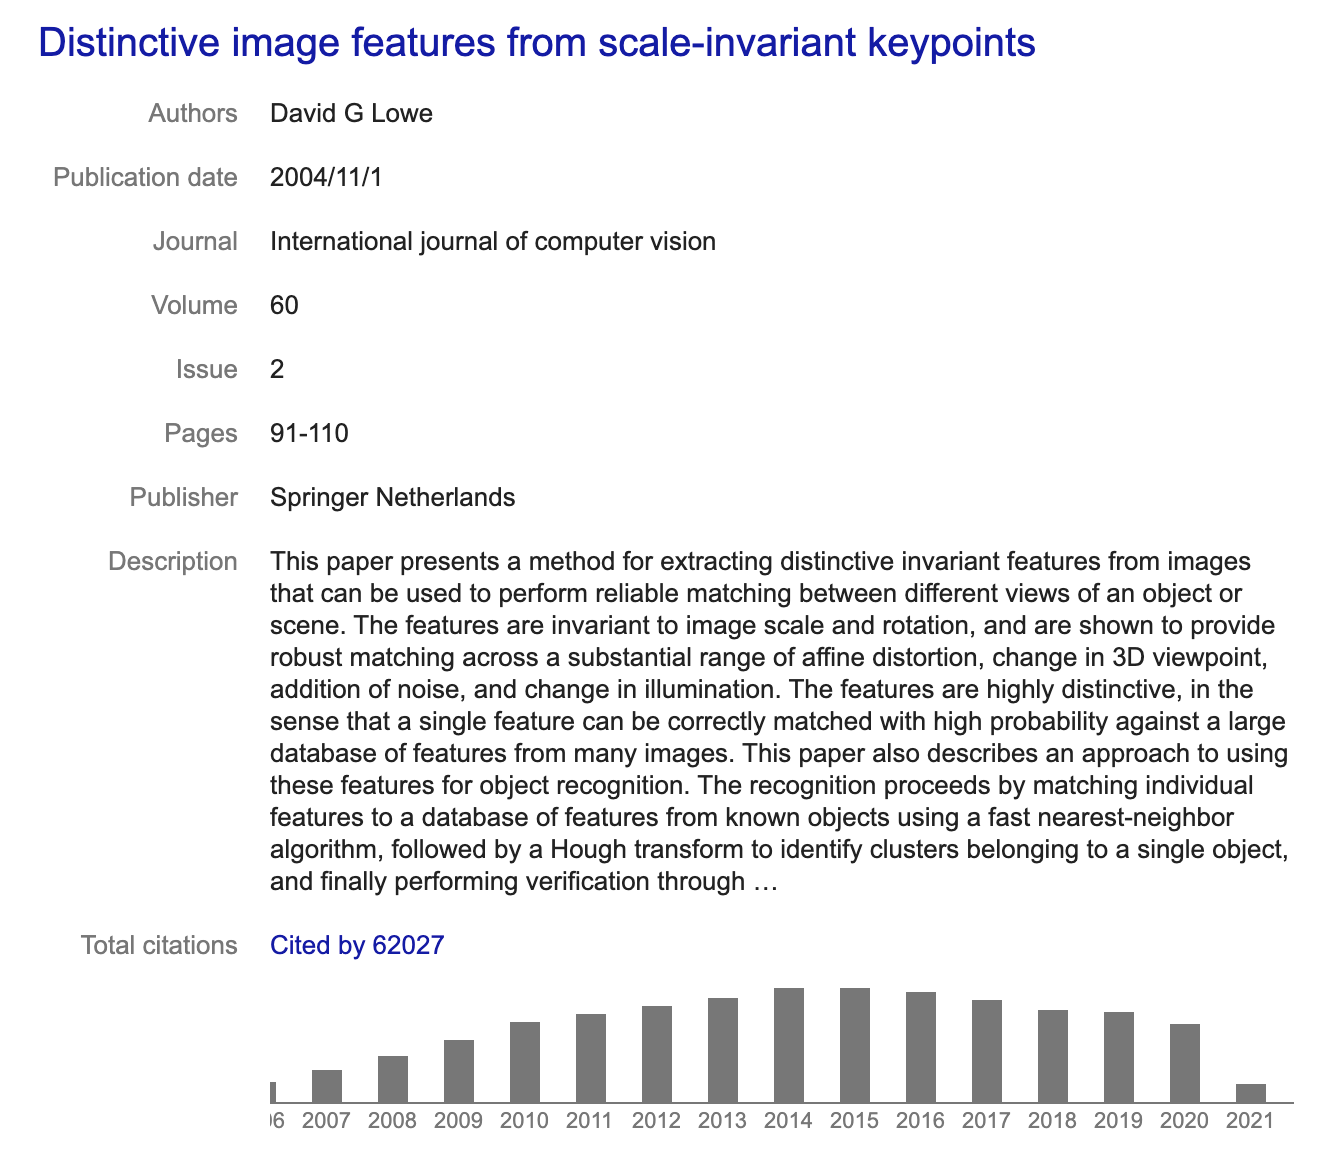 Distinctive image features from scale-invariant keypoints
Authors David G Lowe
Publication date 2004/11/1
Journal International journal of computer vision
Volume 60
Issue 2
Pages 91-110
Publisher Springer Netherlands
Description This paper presents a method for extracting distinctive invariant features from images
that can be used to perform reliable matching between different views of an object or
scene. The features are invariant to image scale and rotation, and are shown to provide
robust matching across a substantial range of affine distortion, change in 3D viewpoint,
addition of noise, and change in illumination. The features are highly distinctive, in the
sense that a single feature can be correctly matched with high probability against a large
database of features from many images. This paper also describes an approach to using
these features for object recognition. The recognition proceeds by matching individual
features to a database of features from known objects using a fast nearest-neighbor
algorithm, followed by a Hough transform to identify clusters belonging to a single object,
and finally performing verification through …
Total citations Cited by 62027
2007 2008 2009 2010 2011 2012 2013 2014 2015 2016 2017 2018 2019 2020 2021